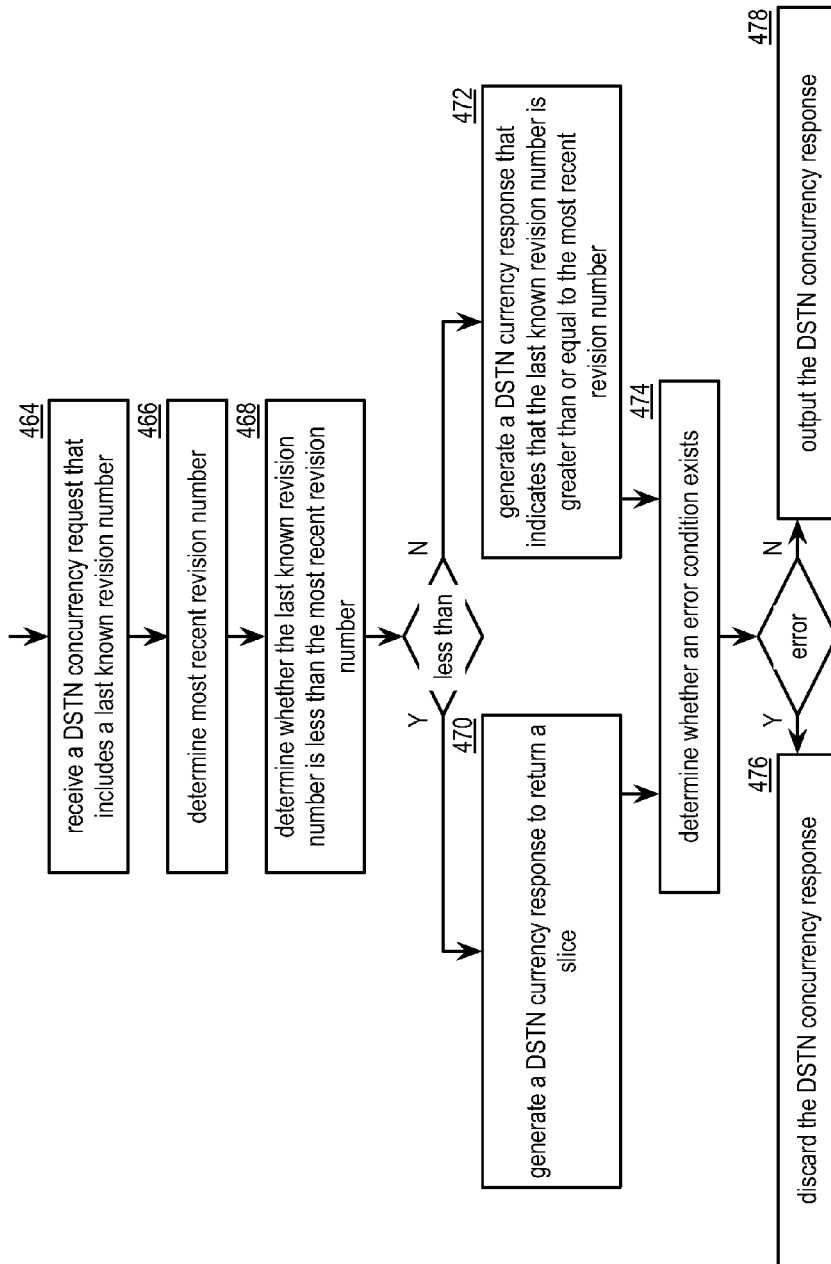 464
receive a DSTN concurrency request that
includes a last known revision number
466
determine most recent revision number
468
determine whether the last known revision
number is less than the most recent revision
number
Y
less than
N
470
generate a DSTN currency response to return a
slice
472
generate a DSTN currency response that
indicates that the last known revision number is
greater than or equal to the most recent
revision number
474
determine whether an error condition exists
Y
error
N
476
discard the DSTN concurrency response
478
output the DSTN concurrency response